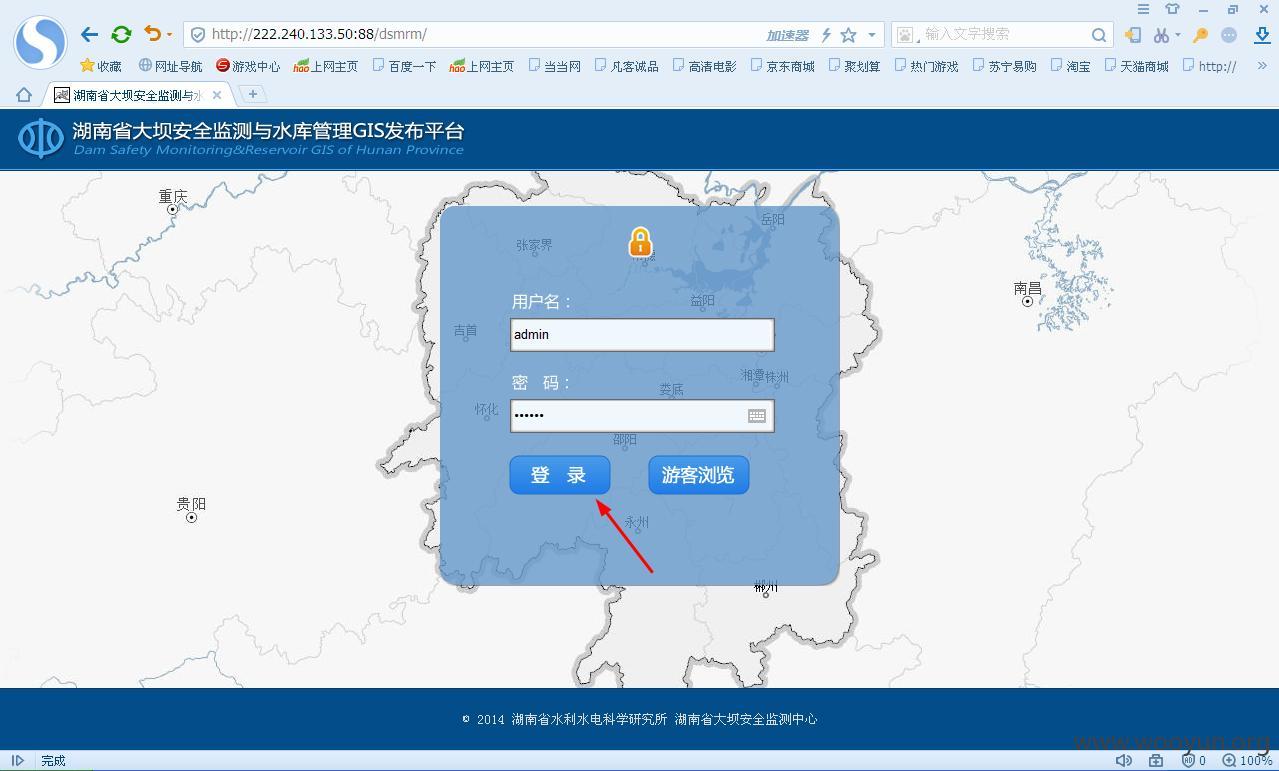 http://222.240.133.50:88/dsmrm/
加速器
输入文字搜索
收藏
网址导航
游戏中心
上网主页
百度一下
上网主页
当当网
凡客诚品
高清电影
京东商城
聚划算
热门游戏
苏宁易购
淘宝
天猫商城
http://
湖南省大坝安全监测与水
湖南省大坝安全监测与水库管理GIS发布平台
Dam Safety Monitoring&Reservoir GIS of Hunan Province
重庆
岳阳
张家界
南昌
用户名：
益阳
吉首
admin
密 码：
湘潭
株洲
娄底
怀化
••••••
邵阳
登 录
游客浏览
贵阳
永州
郴州
© 2014 湖南省水利水电科学研究所 湖南省大坝安全监测中心
www.wooyun.org
完成
0
100%